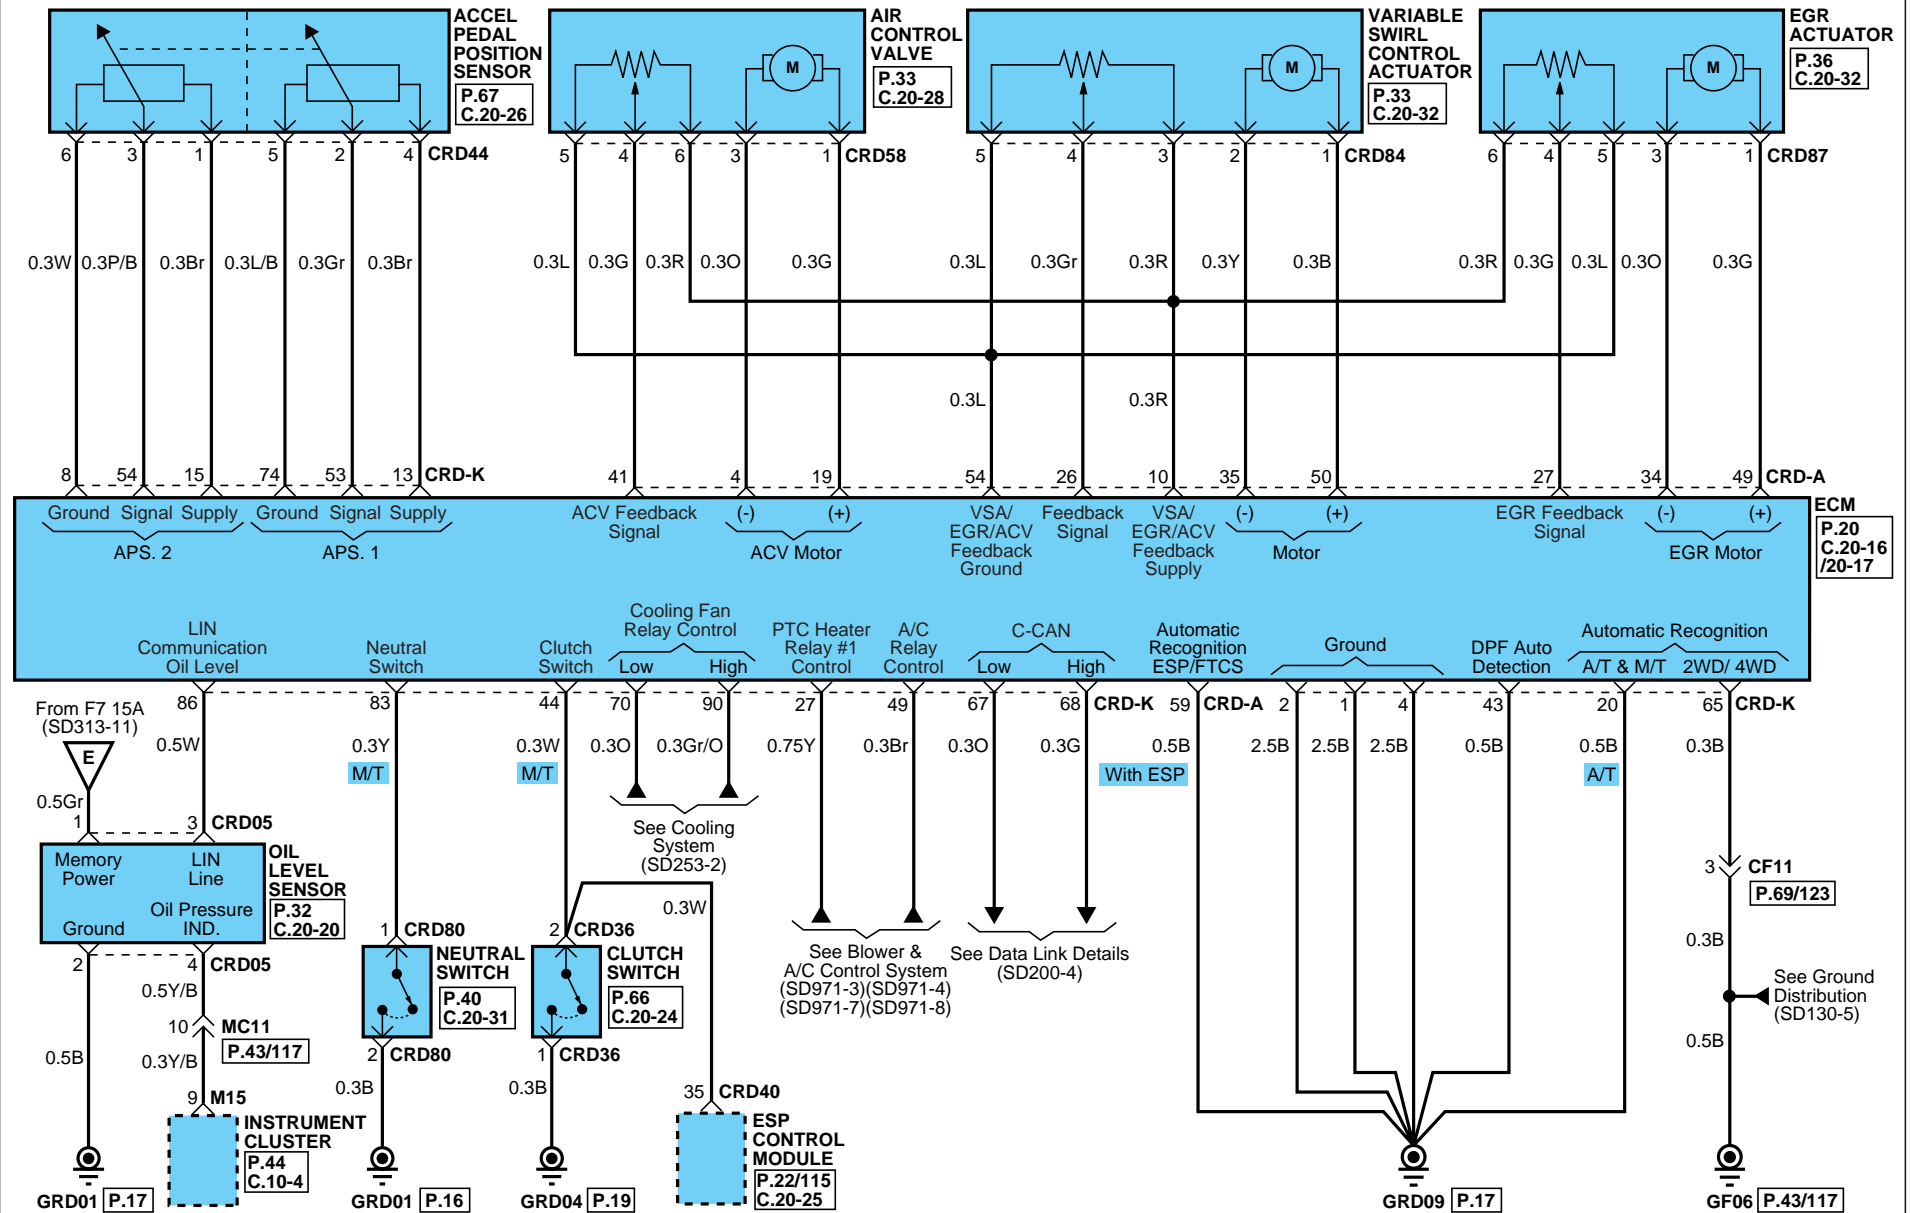 ACCEL
PEDAL
POSITION
SENSOR
P.67
C.20-26
AIR
CONTROL
VALVE
P.33
C.20-28
VARIABLE
SWIRL
CONTROL
ACTUATOR
P.33
C.20-32
EGR
ACTUATOR
P.36
C.20-32
M M M
6 3 1 5 2 4 CRD44
5 4 6 3 1 CRD58
5 4 3 2 1 CRD84
6 4 5 3 1 CRD87
0.3W 0.3P/B 0.3Br 0.3L/B 0.3Gr 0.3Br
0.3L 0.3G 0.3R 0.3O 0.3G
0.3L 0.3Gr 0.3R 0.3Y 0.3B
0.3R 0.3G 0.3L 0.3O 0.3G
0.3L 0.3R
8 54 15 74 53 13 CRD-K
41 4 19 54 26 10 35 50 27 34 49 CRD-A
ECM
P.20
C.20-16
/20-17
Ground Signal Supply
APS. 2
Ground Signal Supply
APS. 1
ACV Feedback
Signal
(-) (+)
ACV Motor
VSA/
EGR/ACV
Feedback
Ground
Feedback
Signal
VSA/
EGR/ACV
Feedback
Supply
(-) (+)
Motor
EGR Feedback
Signal
(-) (+)
EGR Motor
LIN
Communication
Oil Level
Neutral
Switch
Clutch
Switch
Cooling Fan
Relay Control
Low High
PTC Heater
Relay #1
Control
A/C
Relay
Control
C-CAN
Low High
Automatic
Recognition
ESP/FTCS
Ground
DPF Auto
Detection
Automatic Recognition
A/T & M/T 2WD/ 4WD
86 83 44 70 90 27 49 67 68 CRD-K 59 CRD-A 2 1 4 43 20 65 CRD-K
From F7 15A
(SD313-11)
E
0.5Gr
0.5W 0.3Y 0.3W 0.3O 0.3Gr/O 0.75Y 0.3Br 0.3O 0.3G 0.5B 2.5B 2.5B 2.5B 0.5B 0.5B 0.3B
M/T M/T With ESP A/T
1 3 CRD05
Memory
Power
LIN
Line
Ground
Oil Pressure
IND.
OIL
LEVEL
SENSOR
P.32
C.20-20
2 4 CRD05
0.5Y/B
10 MC11
P.43/117
0.5B
0.3Y/B
9 M15
INSTRUMENT
CLUSTER
P.44
C.10-4
GRD01 P.17
1 CRD80
NEUTRAL
SWITCH
P.40
C.20-31
2 CRD80
0.3B
GRD01 P.16
2 CRD36
CLUTCH
SWITCH
P.66
C.20-24
1 CRD36
0.3B
GRD04 P.19
See Cooling
System
(SD253-2)
0.3W
35 CRD40
ESP
CONTROL
MODULE
P.22/115
C.20-25
See Blower &
A/C Control System
(SD971-3)(SD971-4)
(SD971-7)(SD971-8)
See Data Link Details
(SD200-4)
GRD09 P.17
3 CF11
P.69/123
0.3B
See Ground
Distribution
(SD130-5)
0.5B
GF06 P.43/117